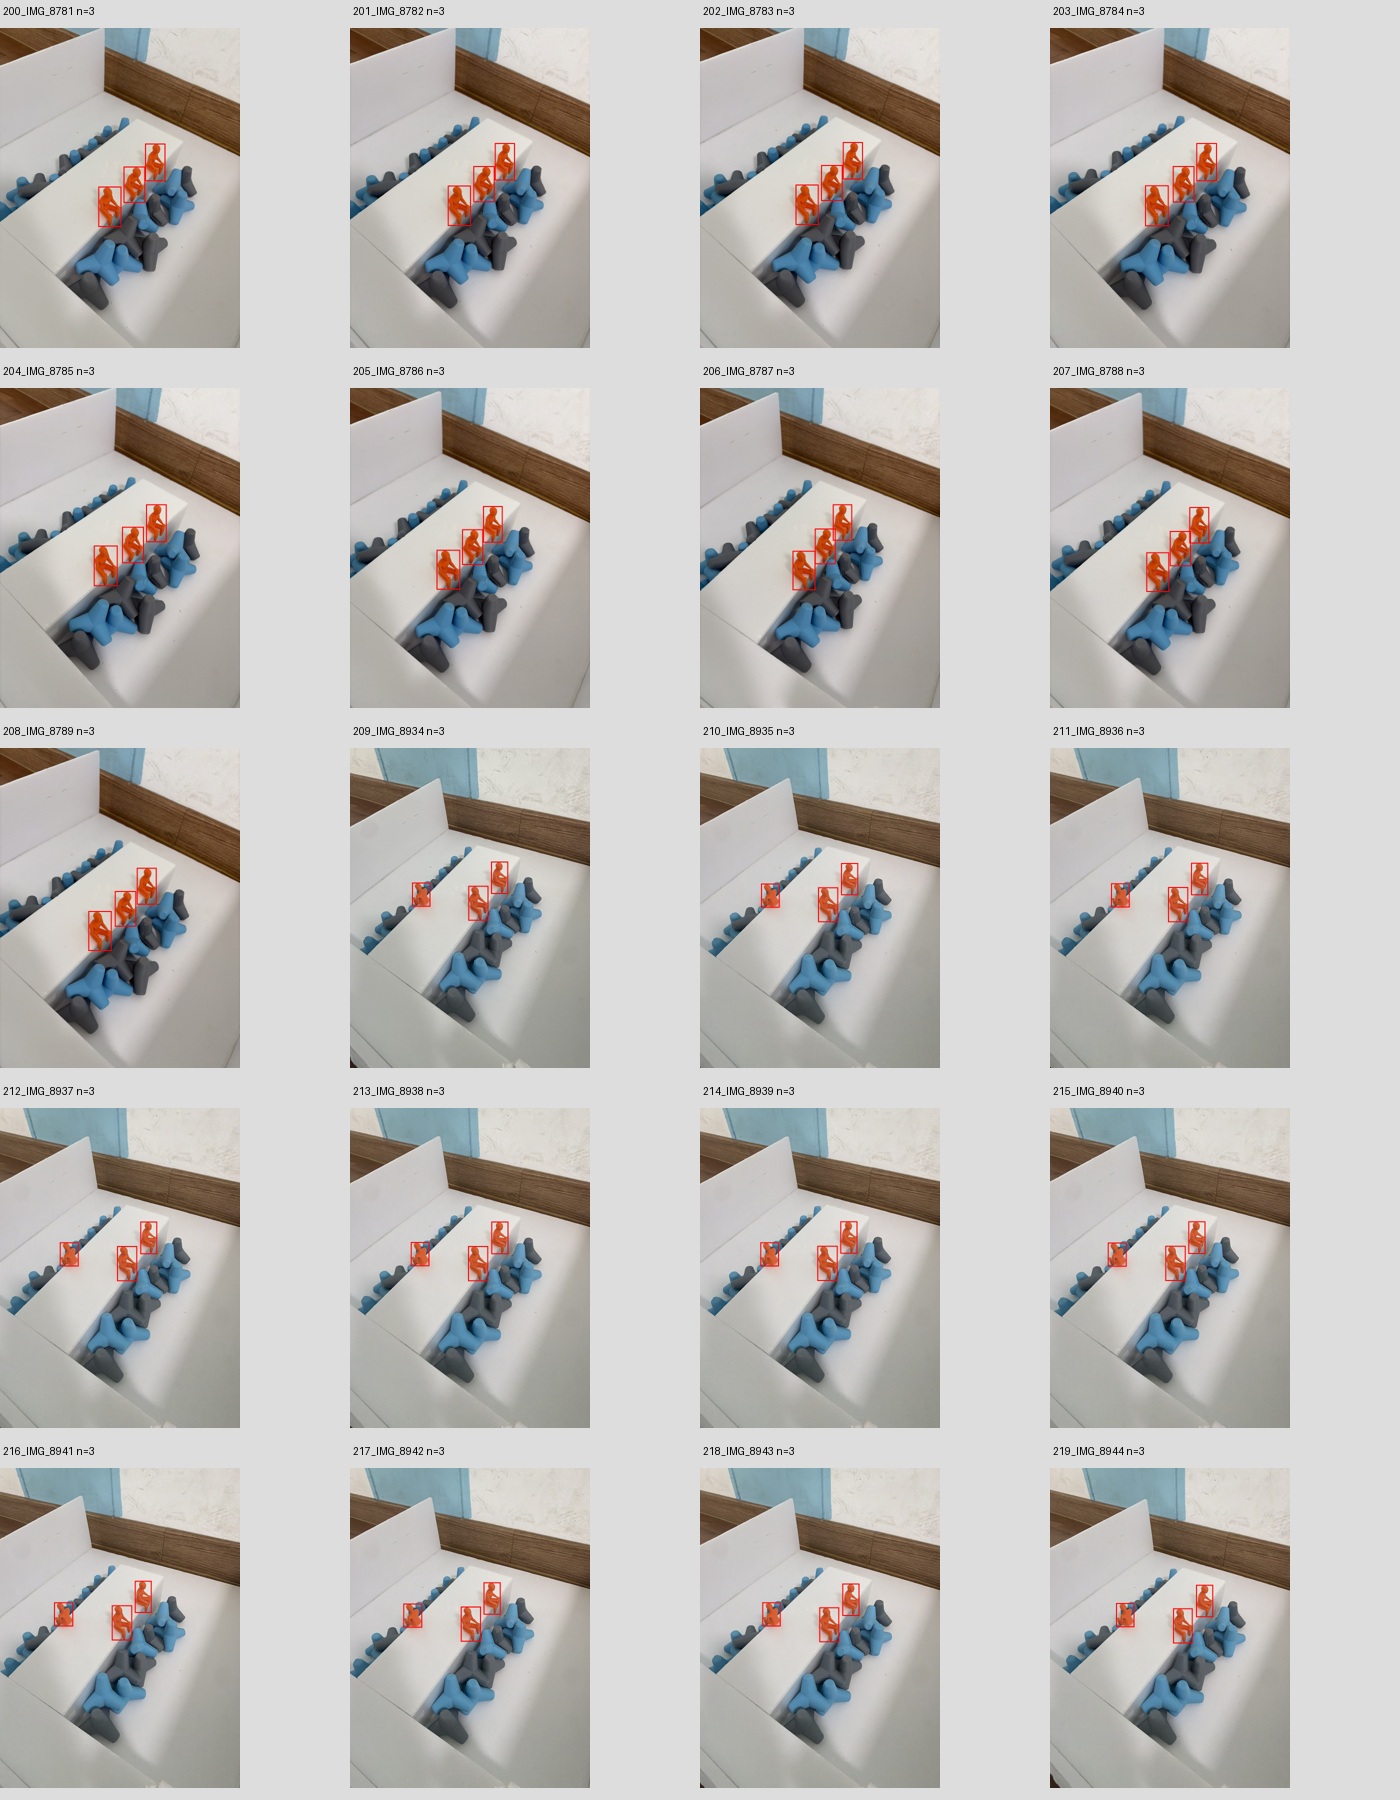 200_IMG_8781 n=3
201_IMG_8782 n=3
202_IMG_8783 n=3
203_IMG_8784 n=3
204_IMG_8785 n=3
205_IMG_8786 n=3
206_IMG_8787 n=3
207_IMG_8788 n=3
208_IMG_8789 n=3
209_IMG_8934 n=3
210_IMG_8935 n=3
211_IMG_8936 n=3
212_IMG_8937 n=3
213_IMG_8938 n=3
214_IMG_8939 n=3
215_IMG_8940 n=3
216_IMG_8941 n=3
217_IMG_8942 n=3
218_IMG_8943 n=3
219_IMG_8944 n=3